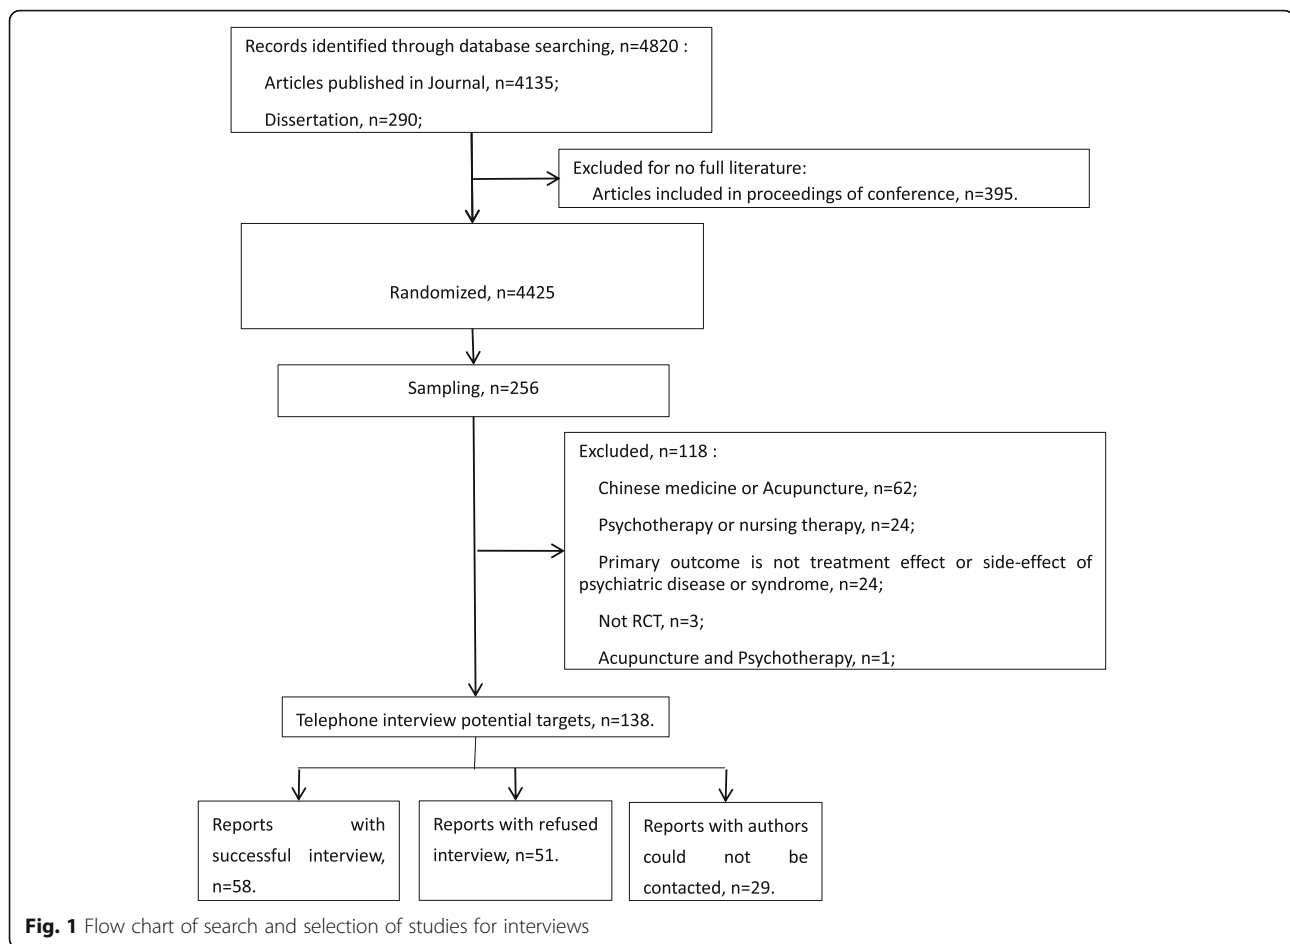 Records identified through database searching, n=4820 :
Articles published in Journal, n=4135;
Dissertation, n=290;
Excluded for no full literature:
Articles included in proceedings of conference, n=395.
Randomized, n=4425
Sampling, n=256
Excluded, n=118 :
Chinese medicine or Acupuncture, n=62;
Psychotherapy or nursing therapy, n=24;
Primary outcome is not treatment effect or side-effect of
psychiatric disease or syndrome, n=24;
Not RCT, n=3;
Acupuncture and Psychotherapy, n=1;
Telephone interview potential targets, n=138.
Reports with
successful interview,
n=58.
Reports with refused
interview, n=51.
Reports with authors
could not be
contacted, n=29.
Fig. 1 Flow chart of search and selection of studies for interviews